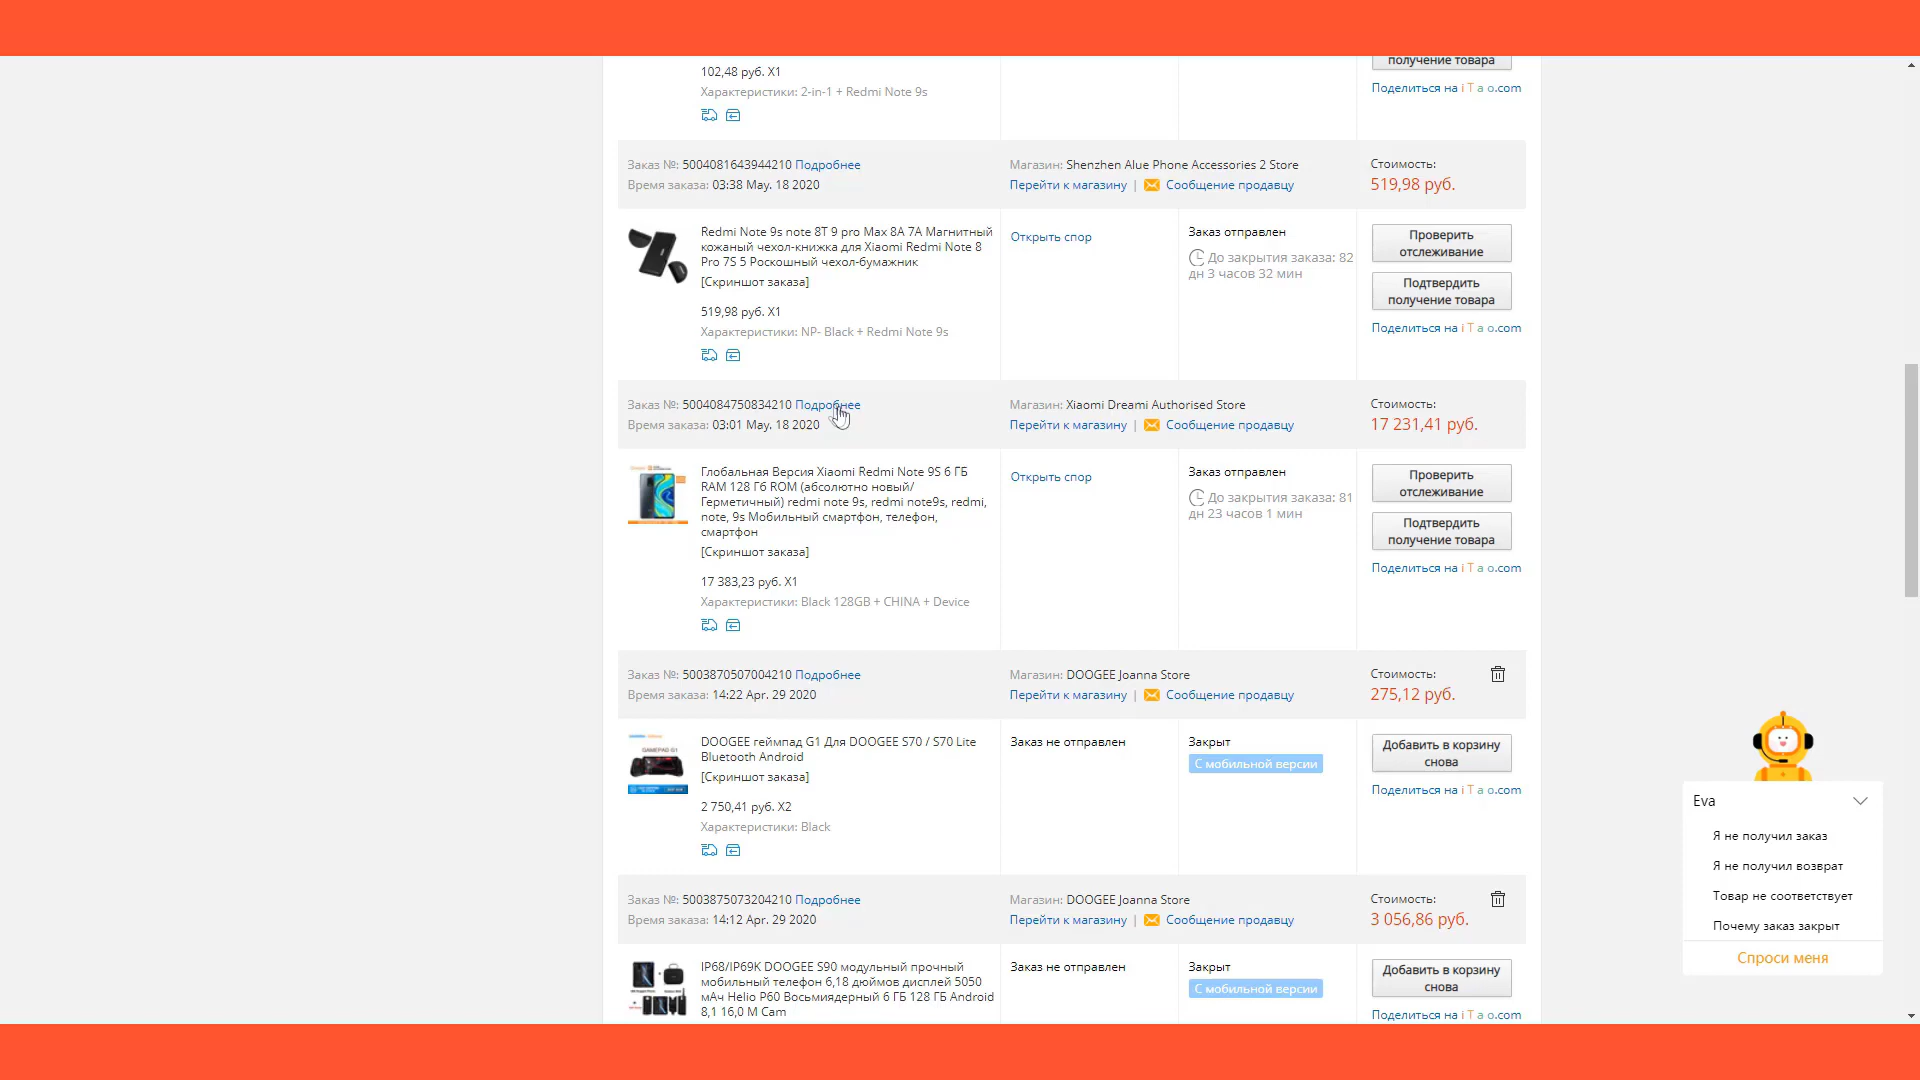 102,48 руб. X1
Характеристики: 2-in-1 + Redmi Note 9s
получение товара
Поделиться на iTao.com
Заказ №: 5004081643944210 Подробнее
Время заказа: 03:38 May. 18 2020
Магазин: Shenzhen Alue Phone Accessories 2 Store
Перейти к магазину | Сообщение продавцу
Стоимость:
519,98 руб.
Redmi Note 9s note 8T 9 pro Max 8A 7A Магнитный
кожаный чехол-книжка для Xiaomi Redmi Note 8
Pro 7S 5 Роскошный чехол-бумажник
[Скриншот заказа]
519,98 руб. X1
Характеристики: NP- Black + Redmi Note 9s
Открыть спор
Заказ отправлен
До закрытия заказа: 82
дн 3 часов 32 мин
Проверить
отслеживание
Подтвердить
получение товара
Поделиться на iTao.com
Заказ №: 5004084750834210 Подробнее
Время заказа: 03:01 May. 18 2020
Магазин: Xiaomi Dreami Authorised Store
Перейти к магазину | Сообщение продавцу
Стоимость:
17 231,41 руб.
Глобальная Версия Xiaomi Redmi Note 9S 6 ГБ
RAM 128 Гб ROM (абсолютно новый/
Герметичный) redmi note 9s, redmi note9s, redmi,
note, 9s Мобильный смартфон, телефон,
смартфон
[Скриншот заказа]
17 383,23 руб. X1
Характеристики: Black 128GB + CHINA + Device
Открыть спор
Заказ отправлен
До закрытия заказа: 81
дн 23 часов 1 мин
Проверить
отслеживание
Подтвердить
получение товара
Поделиться на iTao.com
Заказ №: 5003870507004210 Подробнее
Время заказа: 14:22 Apr. 29 2020
Магазин: DOOGEE Joanna Store
Перейти к магазину | Сообщение продавцу
Стоимость:
275,12 руб.
GAMEPAD G1
DOOGEE геймпад G1 Для DOOGEE S70 / S70 Lite
Bluetooth Android
[Скриншот заказа]
2 750,41 руб. X2
Характеристики: Black
Заказ не отправлен
Закрыт
С мобильной версии
Добавить в корзину
снова
Поделиться на iTao.com
Заказ №: 5003875073204210 Подробнее
Время заказа: 14:12 Apr. 29 2020
Магазин: DOOGEE Joanna Store
Перейти к магазину | Сообщение продавцу
Стоимость:
3 056,86 руб.
IP68/IP69K DOOGEE S90 модульный прочный
мобильный телефон 6,18 дюймов дисплей 5050
мАч Helio P60 Восьмиядерный 6 ГБ 128 ГБ Android
8,1 16,0 M Cam
Заказ не отправлен
Закрыт
С мобильной версии
Добавить в корзину
снова
Поделиться на iTao.com
Eva
Я не получил заказ
Я не получил возврат
Товар не соответствует
Почему заказ закрыт
Спроси меня